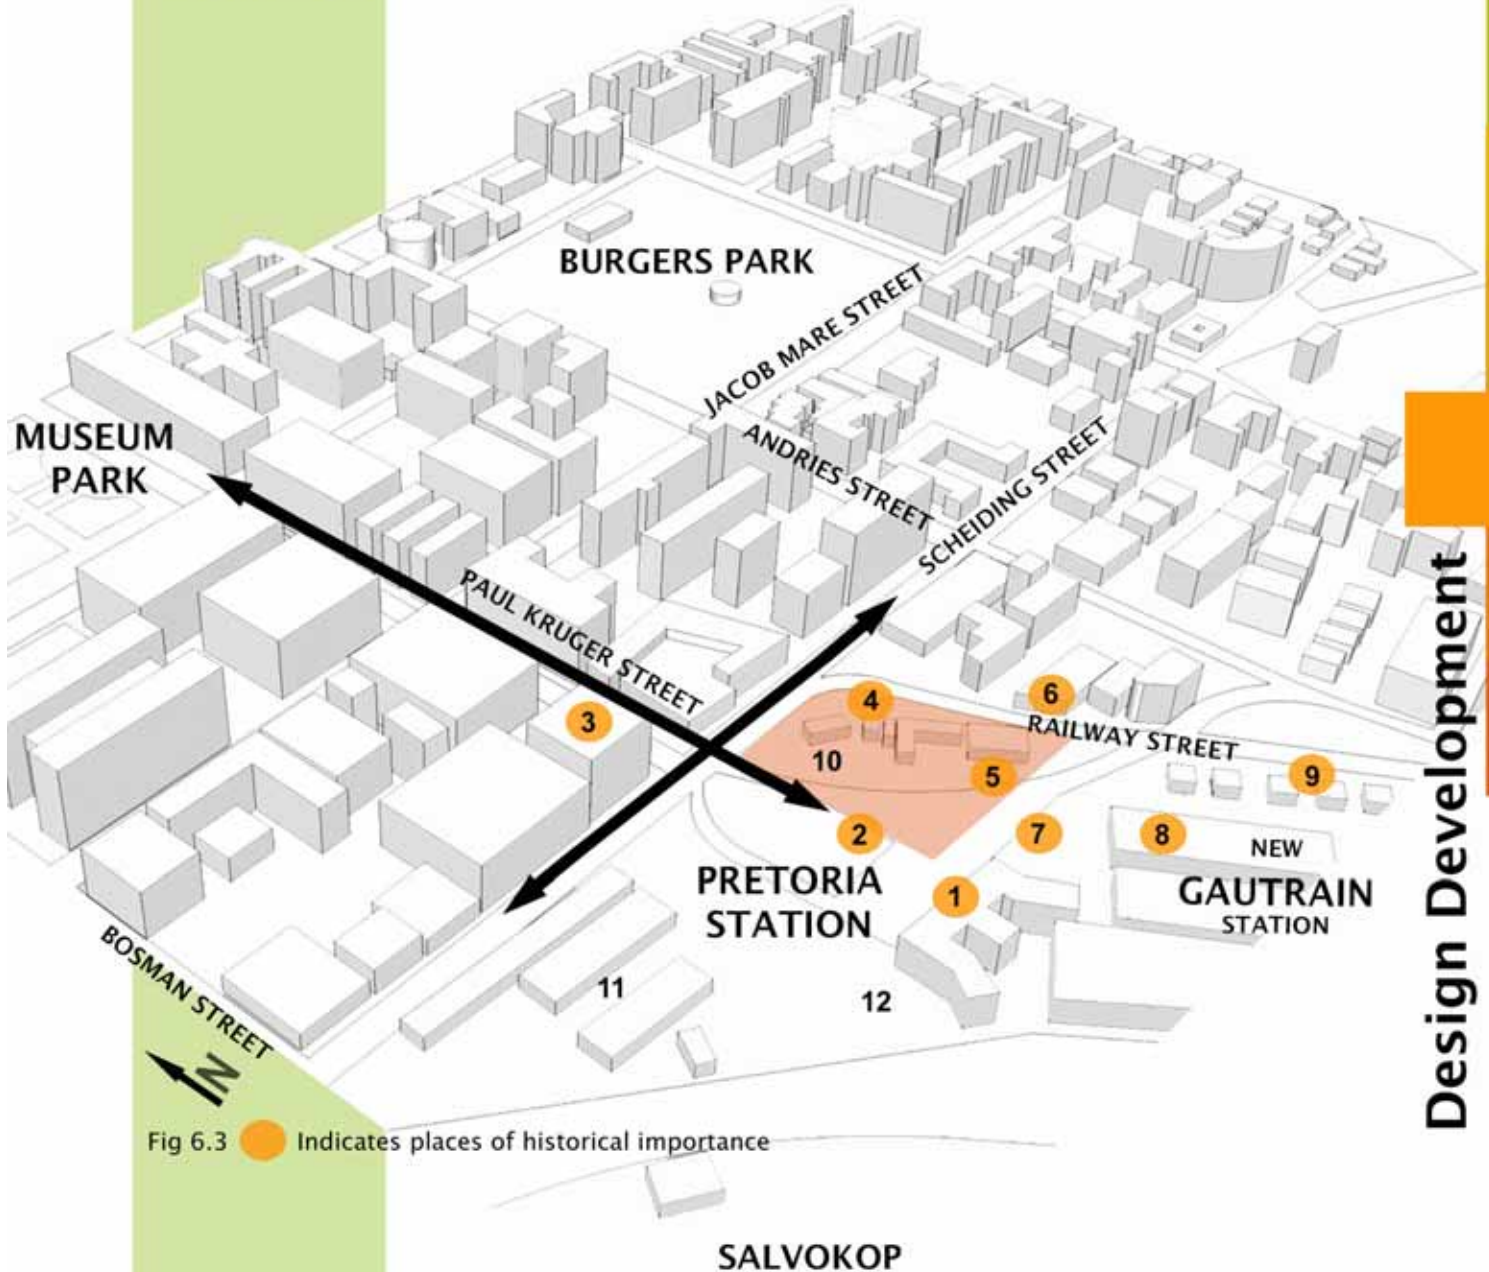 BURGERS PARK
JACOB MARE STREET
MUSEUM
PARK
ANDRIES STREET
SCHEIDING STREET
PAUL KRUGER STREET
3
4
6
RAILWAY STREET
10
5
9
2
7
8
NEW
GAUTRAIN
STATION
PRETORIA
STATION
1
11
12
BOSMAN STREET
N
Fig 6.3 Indicates places of historical importance
SALVOKOP
Design Development